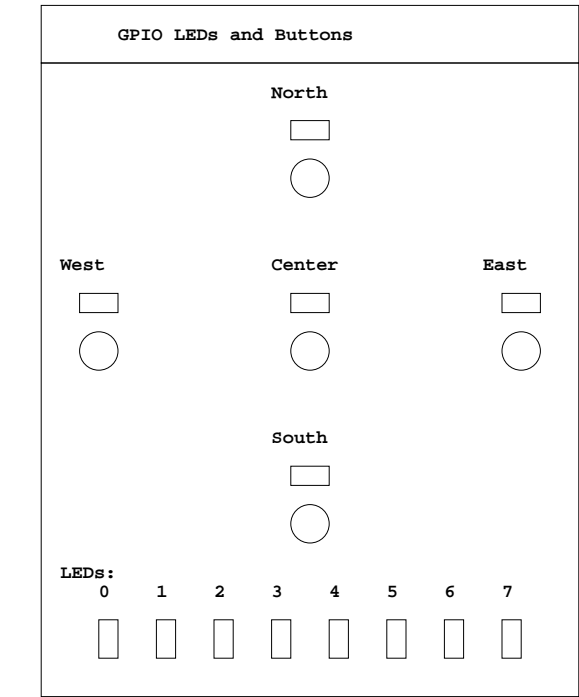 GPIO LEDs and Buttons
North
West Center East
South
LEDs:
0 1 2 3 4 5 6 7